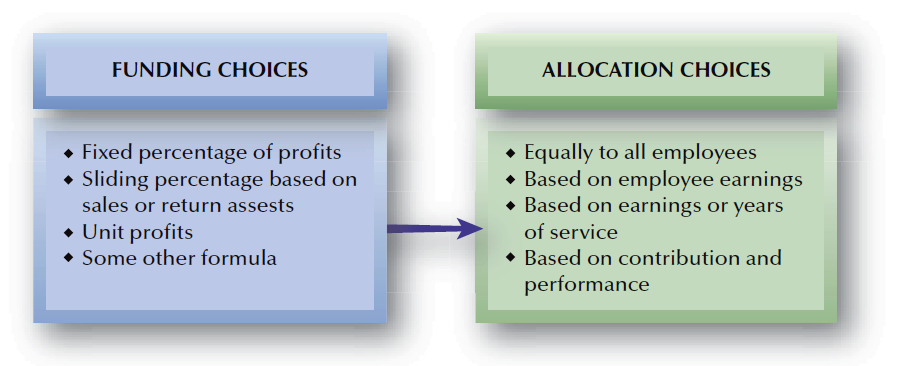 FUNDING CHOICES
◆ Fixed percentage of profits
◆ Sliding percentage based on
sales or return assests
◆ Unit profits
◆ Some other formula
ALLOCATION CHOICES
◆ Equally to all employees
◆ Based on employee earnings
◆ Based on earnings or years
of service
◆ Based on contribution and
performance